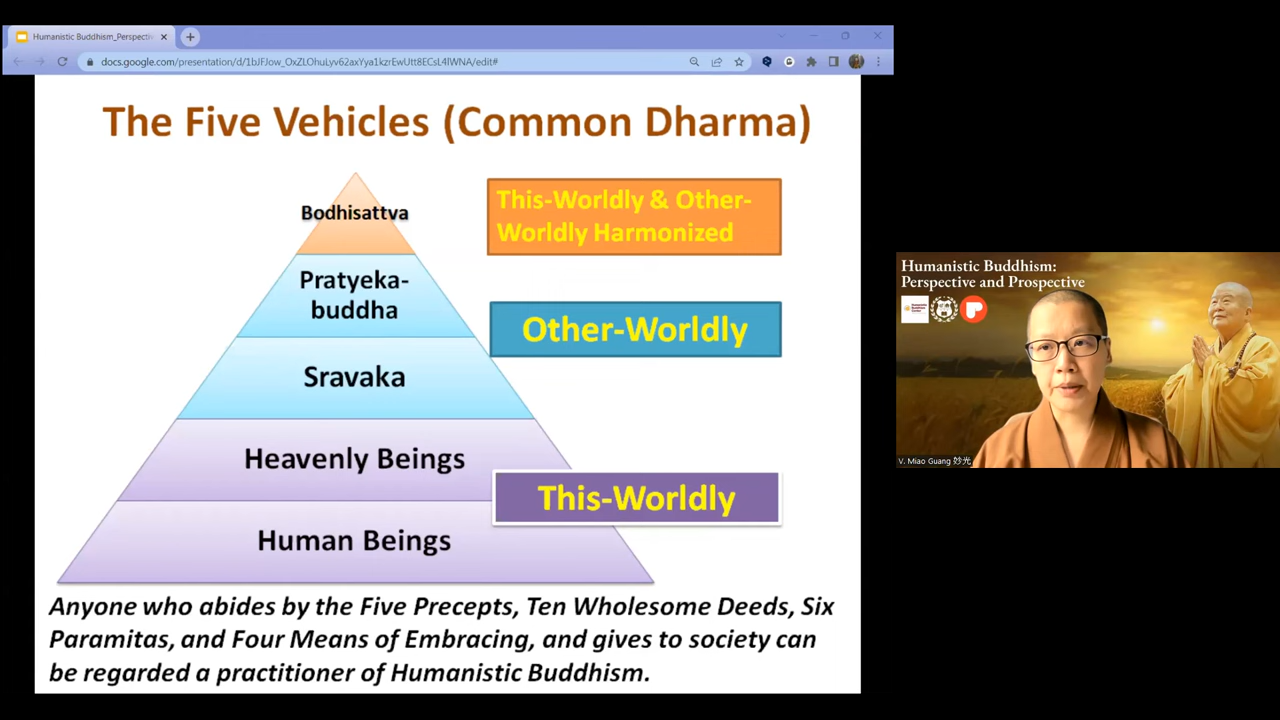 Humanistic Buddhism_Perspectiv
docs.google.com/presentation/d/1bJFJow_OxZLOhuLyv62axYya1kzrEwUtt8ECsL4lWNA/edit#
The Five Vehicles (Common Dharma)
Bodhisattva
This-Worldly & Other-
Worldly Harmonized
Pratyeka-
buddha
Other-Worldly
Sravaka
Heavenly Beings
This-Worldly
Human Beings
Anyone who abides by the Five Precepts, Ten Wholesome Deeds, Six
Paramitas, and Four Means of Embracing, and gives to society can
be regarded a practitioner of Humanistic Buddhism.
Humanistic Buddhism:
Perspective and Prospective
V. Miao Guang 妙光